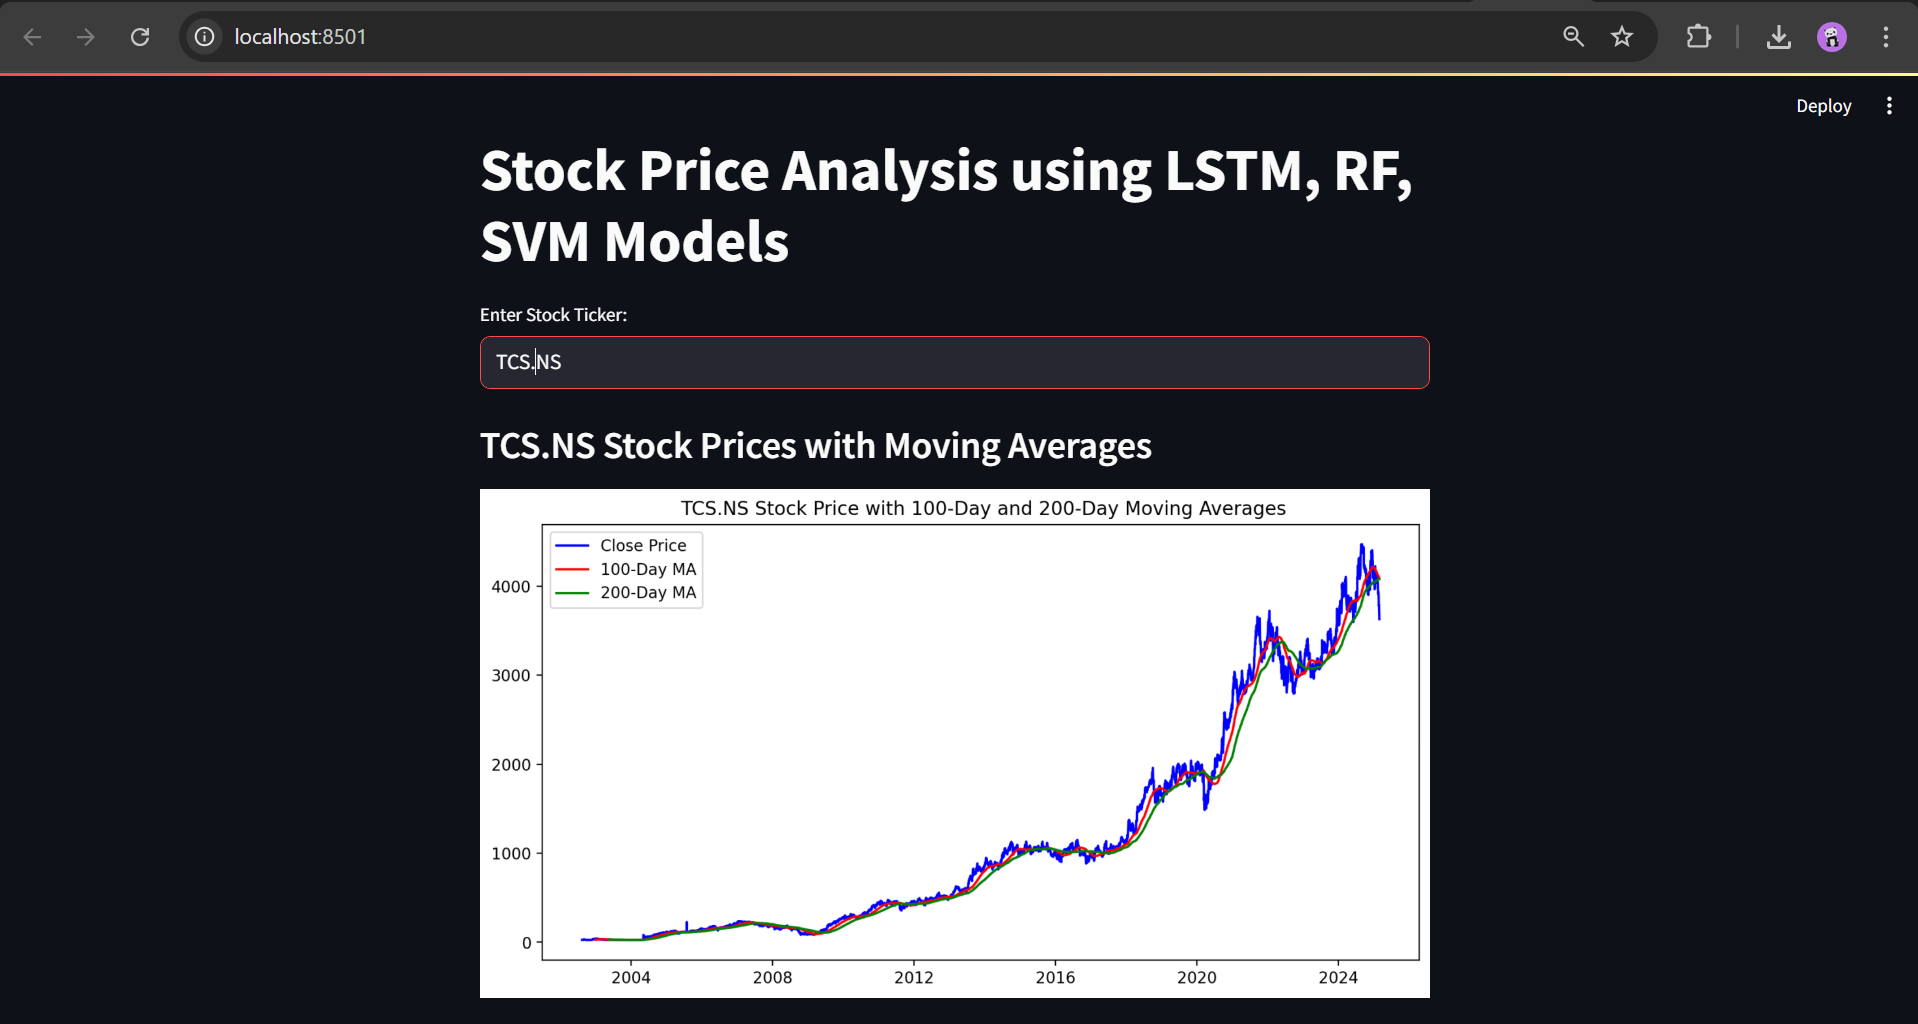 localhost:8501
Deploy
Stock Price Analysis using LSTM, RF,
SVM Models
Enter Stock Ticker:
TCS.NS
TCS.NS Stock Prices with Moving Averages
TCS.NS Stock Price with 100-Day and 200-Day Moving Averages
Close Price
100-Day MA
200-Day MA
4000
3000
2000
1000
0
2004 2008 2012 2016 2020 2024